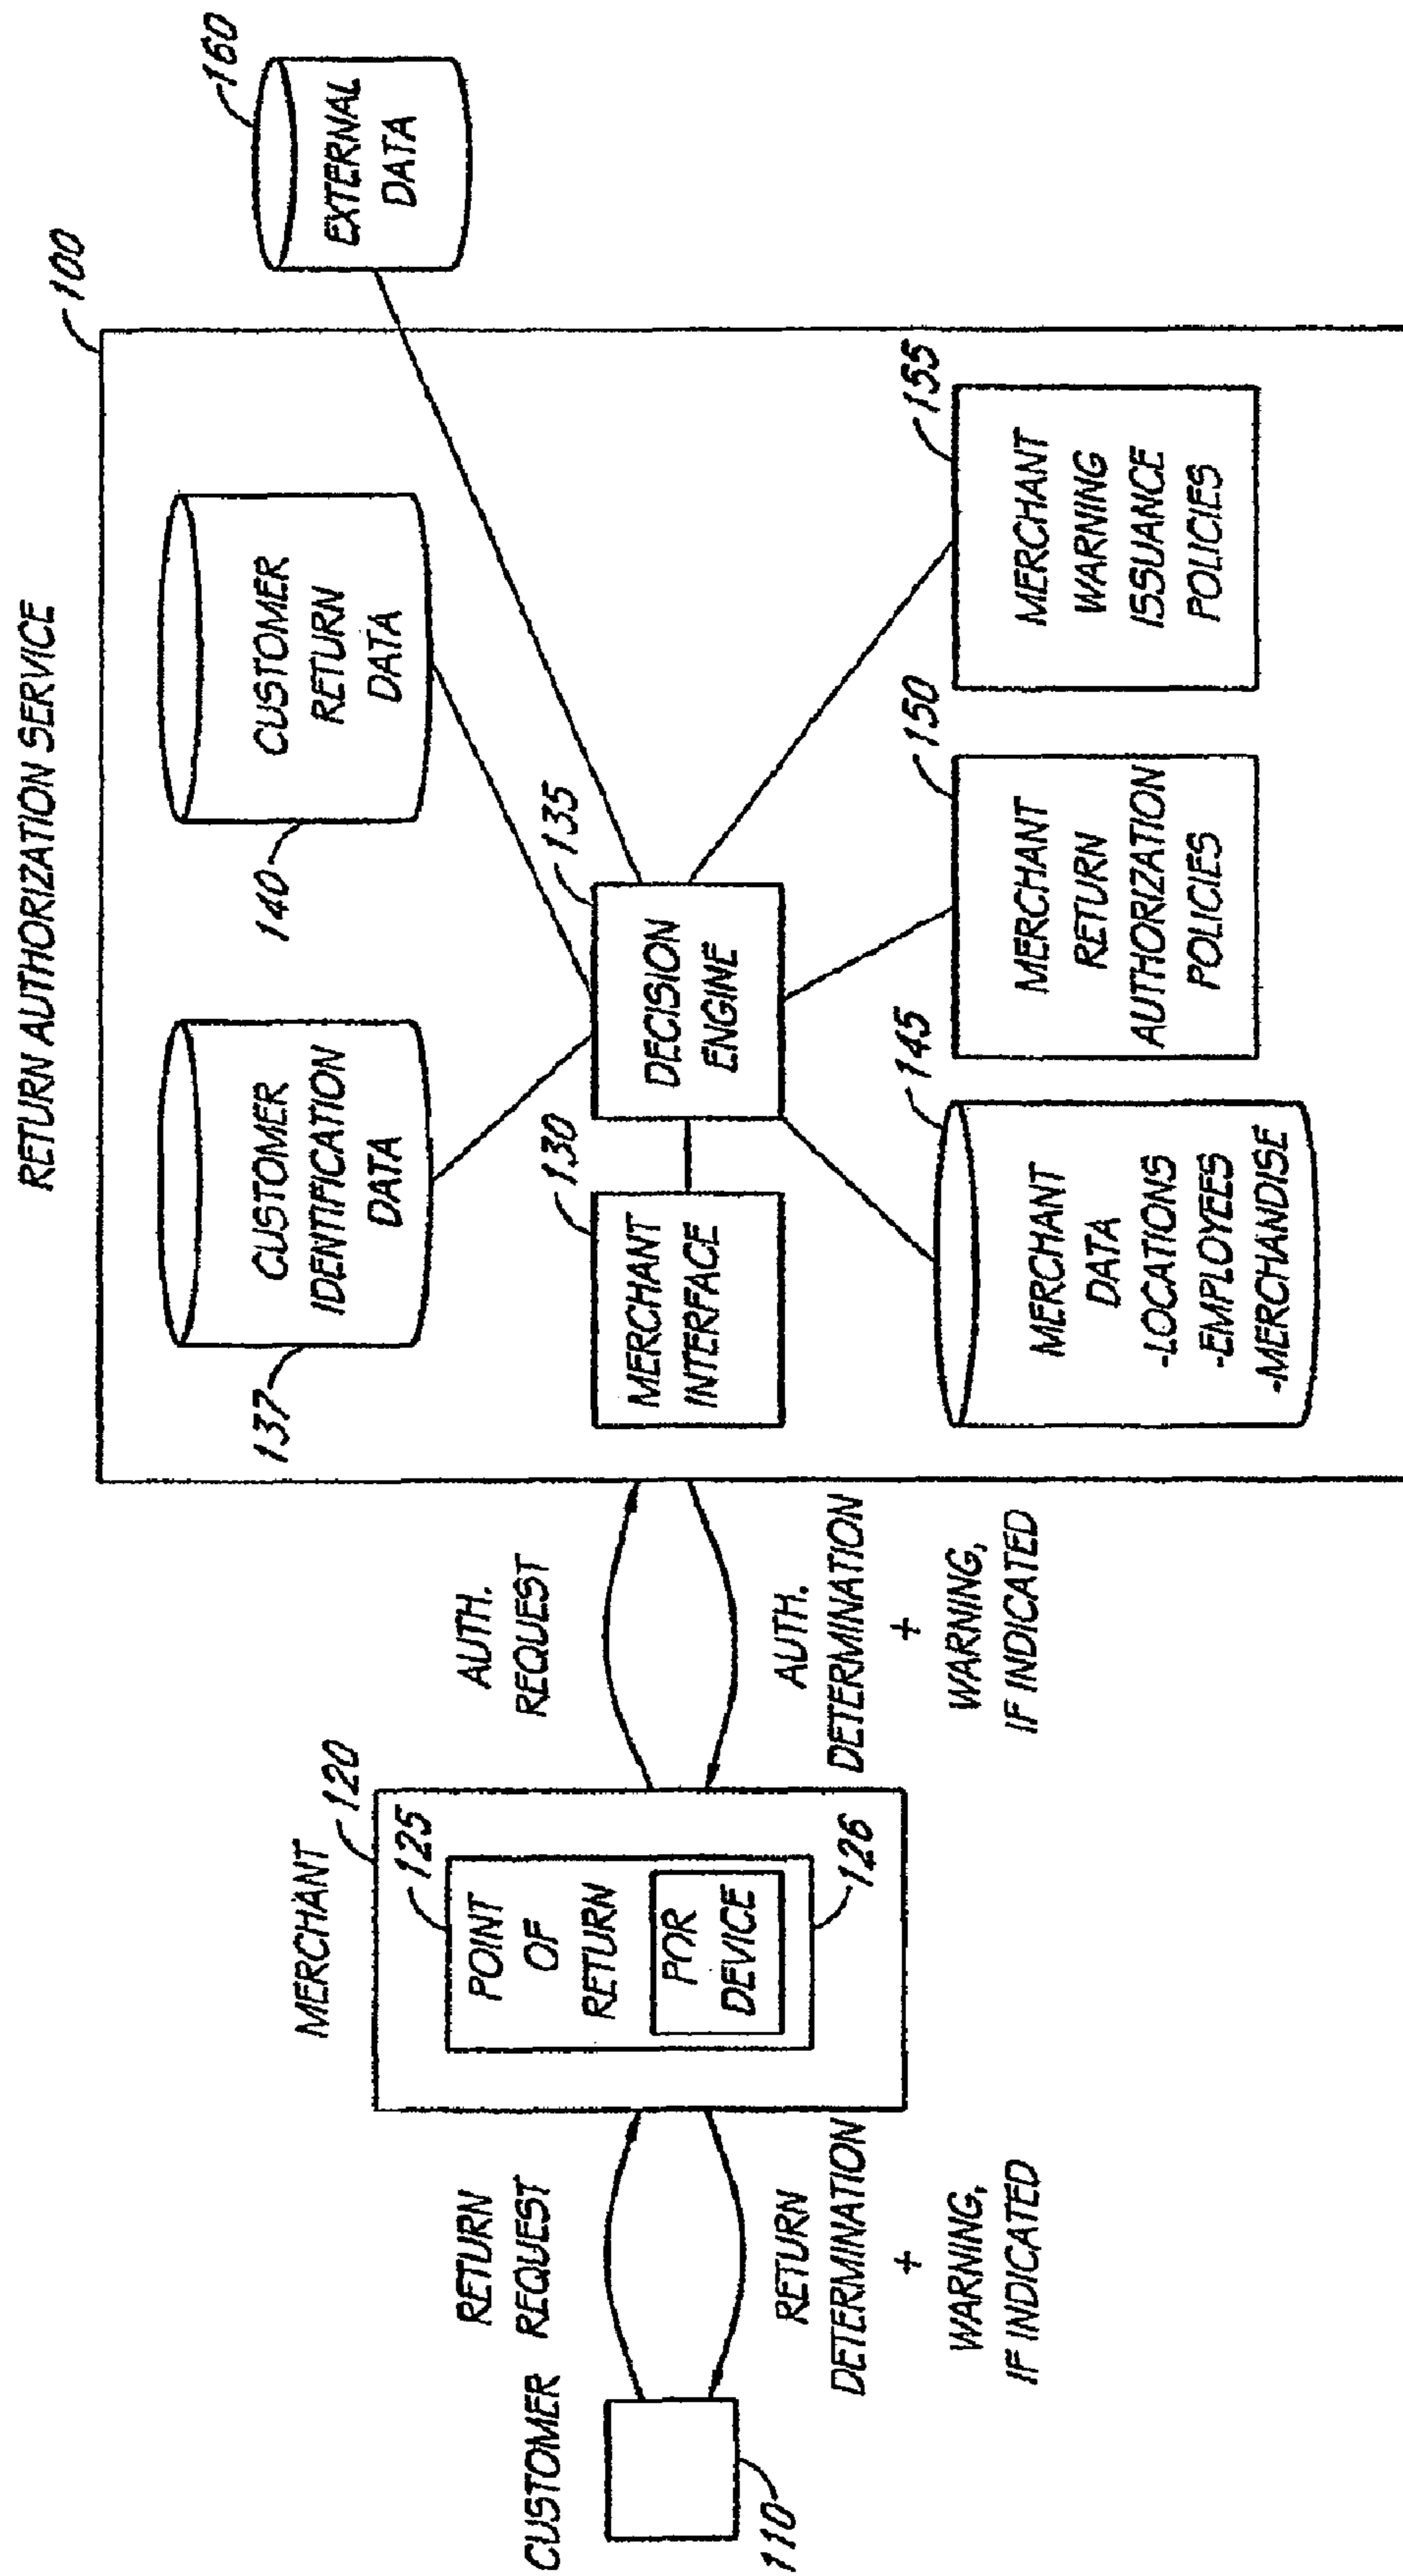 RETURN AUTHORIZATION SERVICE
100
160
EXTERNAL
DATA
137
CUSTOMER
IDENTIFICATION
DATA
140
CUSTOMER
RETURN
DATA
130
MERCHANT
INTERFACE
135
DECISION
ENGINE
145
MERCHANT
DATA
-LOCATIONS
-EMPLOYEES
-MERCHANDISE
150
MERCHANT
RETURN
AUTHORIZATION
POLICIES
155
MERCHANT
WARNING
ISSUANCE
POLICIES
AUTH.
REQUEST
AUTH.
DETERMINATION
+
WARNING,
IF INDICATED
MERCHANT
120
125
POINT
OF
RETURN
POR
DEVICE
126
RETURN
REQUEST
RETURN
DETERMINATION
+
WARNING,
IF INDICATED
CUSTOMER
110